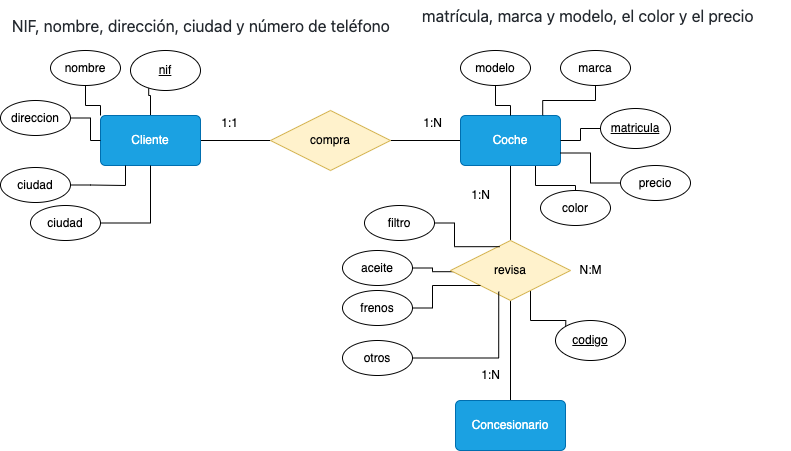 NIF, nombre, dirección, ciudad y número de teléfono
matrícula, marca y modelo, el color y el precio
nombre
nif
modelo
marca
direccion
1:1
1:N
matricula
Cliente
compra
Coche
ciudad
precio
1:N
color
ciudad
filtro
aceite
revisa
N:M
frenos
codigo
otros
1:N
Concesionario